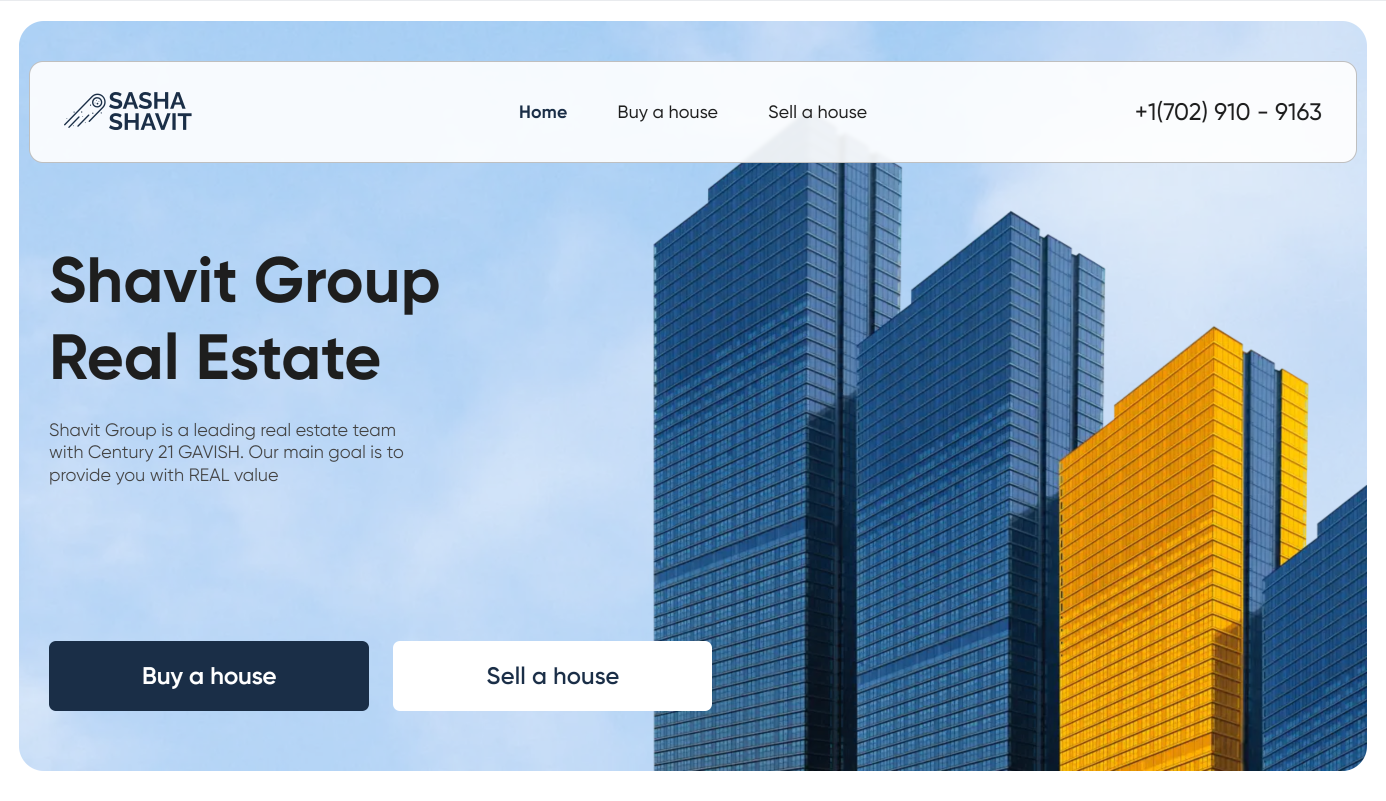 SASHA
SHAVIT
Home Buy a house Sell a house +1(702) 910 - 9163
Shavit Group
Real Estate
Shavit Group is a leading real estate team
with Century 21 GAVISH. Our main goal is to
provide you with REAL value
Buy a house Sell a house